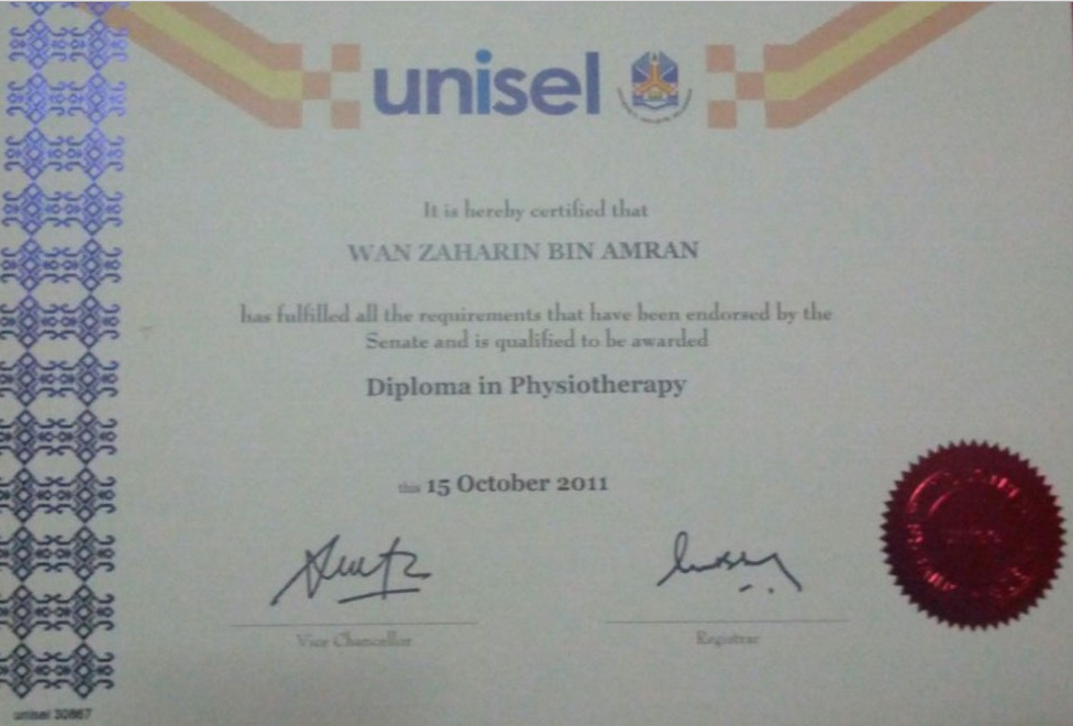 unisel
It is hereby certified that
WAN ZAHARIN BIN AMRAN
has fulfilled all the requirements that have been endorsed by the
Senate and is qualified to be awarded
Diploma in Physiotherapy
this 15 October 2011
Vice Chancellor
Registrar
unisel 30867